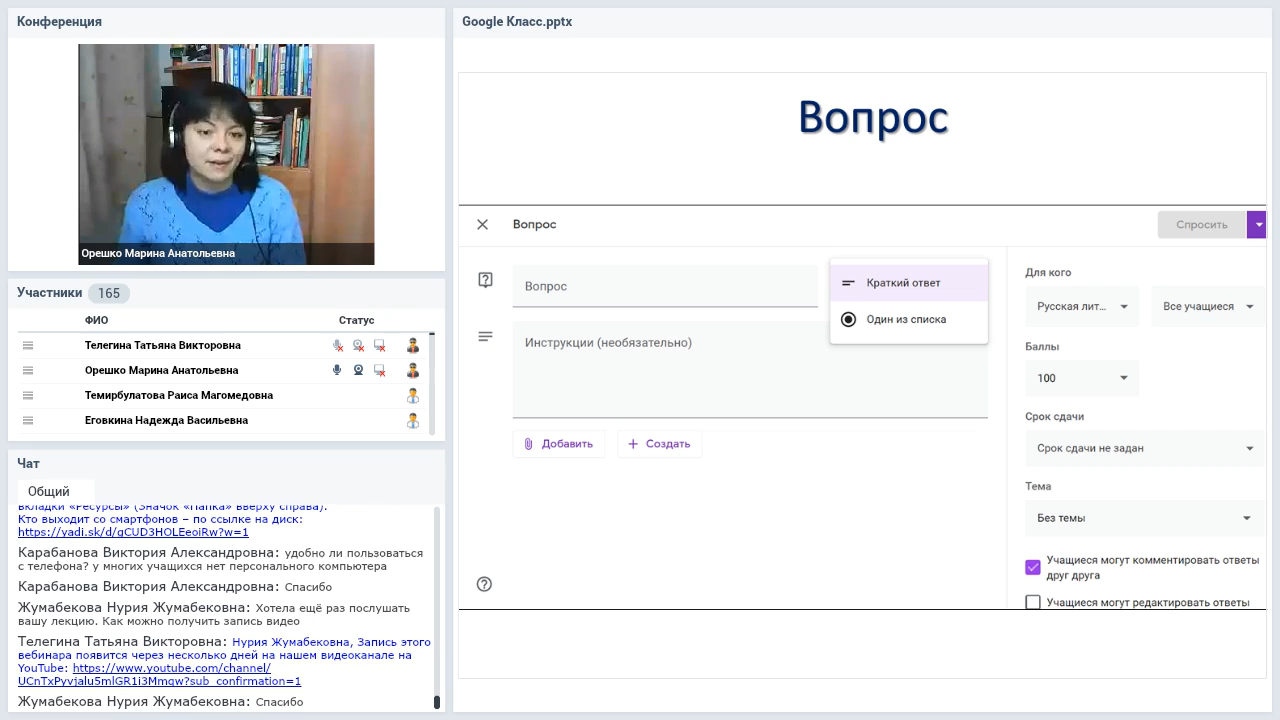 Конференция
Орешко Марина Анатольевна
Участники 165
ФИО Статус
Телегина Татьяна Викторовна
Орешко Марина Анатольевна
Темирбулатова Раиса Магомедовна
Еговкина Надежда Васильевна
Чат
Общий
вкладки «Ресурсы» (значок «Папка» вверху справа).
Кто выходит со смартфонов – по ссылке на диск:
https://yadi.sk/d/gCUD3HOLEeoiRw?w=1
Карабанова Виктория Александровна: удобно ли пользоваться
с телефона? у многих учащихся нет персонального компьютера
Карабанова Виктория Александровна: Спасибо
Жумабекова Нурия Жумабековна: Хотела ещё раз послушать
вашу лекцию. Как можно получить запись видео
Телегина Татьяна Викторовна: Нурия Жумабековна, Запись этого
вебинара появится через несколько дней на нашем видеоканале на
YouTube: https://www.youtube.com/channel/
UCnTxPyvjalu5mlGR1i3Mmqw?sub_confirmation=1
Жумабекова Нурия Жумабековна: Спасибо
Google Класс.pptx
Вопрос
Вопрос
Спросить
Вопрос
Краткий ответ
Один из списка
Инструкции (необязательно)
Добавить
Создать
Для кого
Русская лит...
Все учащиеся
Баллы
100
Срок сдачи
Срок сдачи не задан
Тема
Без темы
Учащиеся могут комментировать ответы
друг друга
Учащиеся могут редактировать ответы